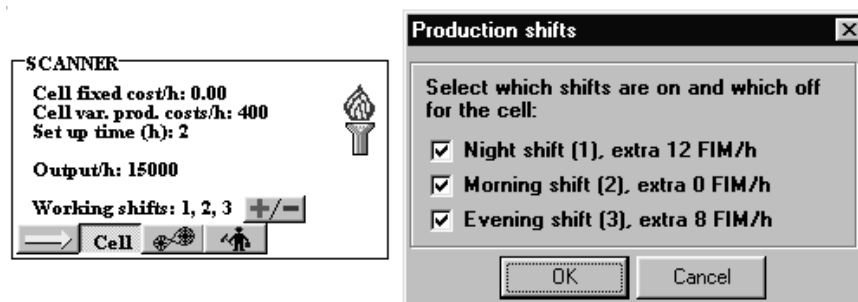 SCANNER
Cell fixed cost/h: 0.00
Cell var. prod. costs/h: 400
Set up time (h): 2
Output/h: 15000
Working shifts: 1, 2, 3 +/-
Cell
Production shifts
Select which shifts are on and which off
for the cell:
Night shift (1), extra 12 FIM/h
Morning shift (2), extra 0 FIM/h
Evening shift (3), extra 8 FIM/h
OK
Cancel